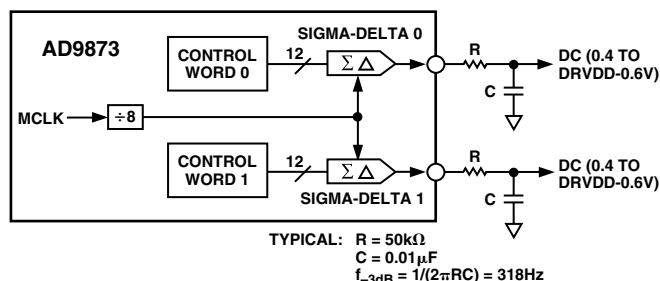 AD9873
SIGMA-DELTA 0
CONTROL
WORD 0
12
Σ Δ
R
DC (0.4 TO
DRVDD-0.6V)
C
MCLK
÷8
CONTROL
WORD 1
12
Σ Δ
SIGMA-DELTA 1
R
DC (0.4 TO
DRVDD-0.6V)
C
TYPICAL: R = 50kΩ
C = 0.01μF
f–3dB = 1/(2πRC) = 318Hz